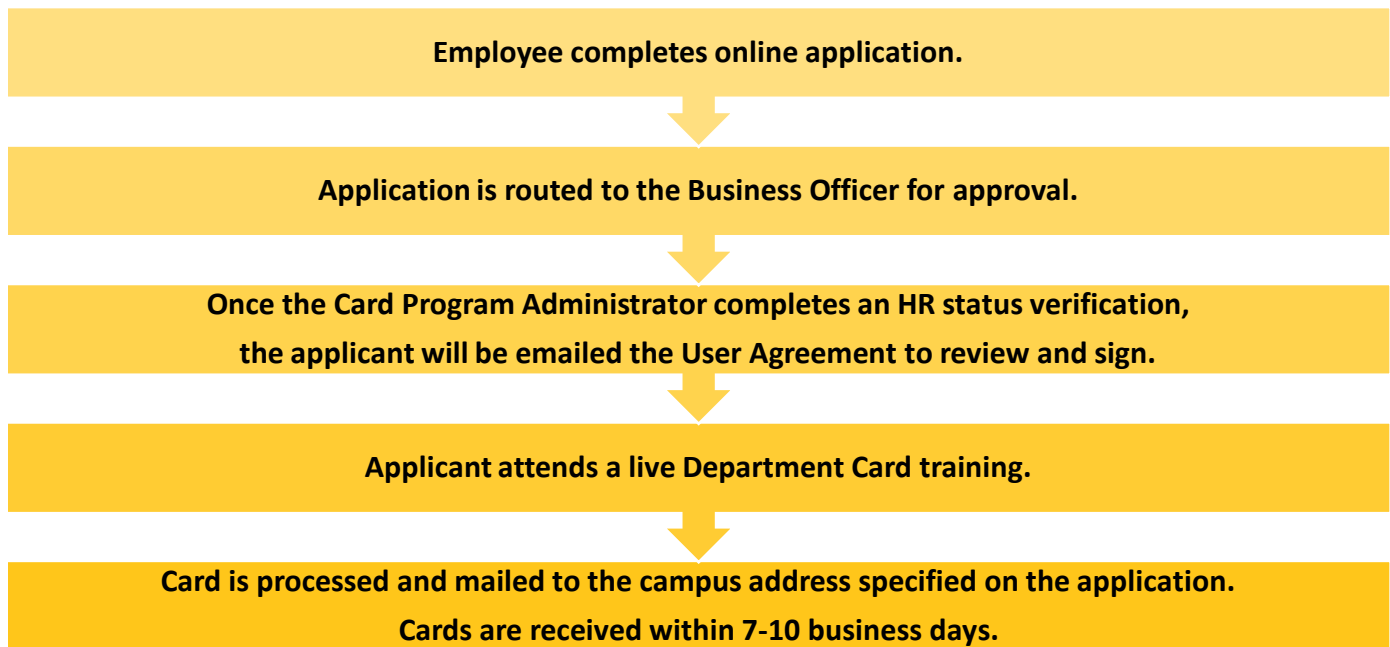 Employee completes online application.
Application is routed to the Business Officer for approval.
Once the Card Program Administrator completes an HR status verification,
the applicant will be emailed the User Agreement to review and sign.
Applicant attends a live Department Card training.
Card is processed and mailed to the campus address specified on the application.
Cards are received within 7-10 business days.